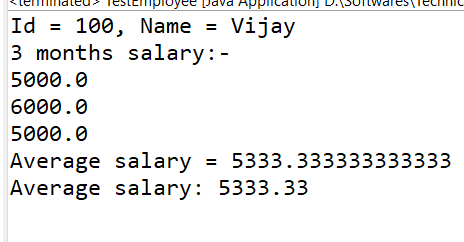 <terminated> TestEmployee [Java Application] D:\Softwares\Technic
Id = 100, Name = Vijay
3 months salary:-
5000.0
6000.0
5000.0
Average salary = 5333.333333333333
Average salary: 5333.33